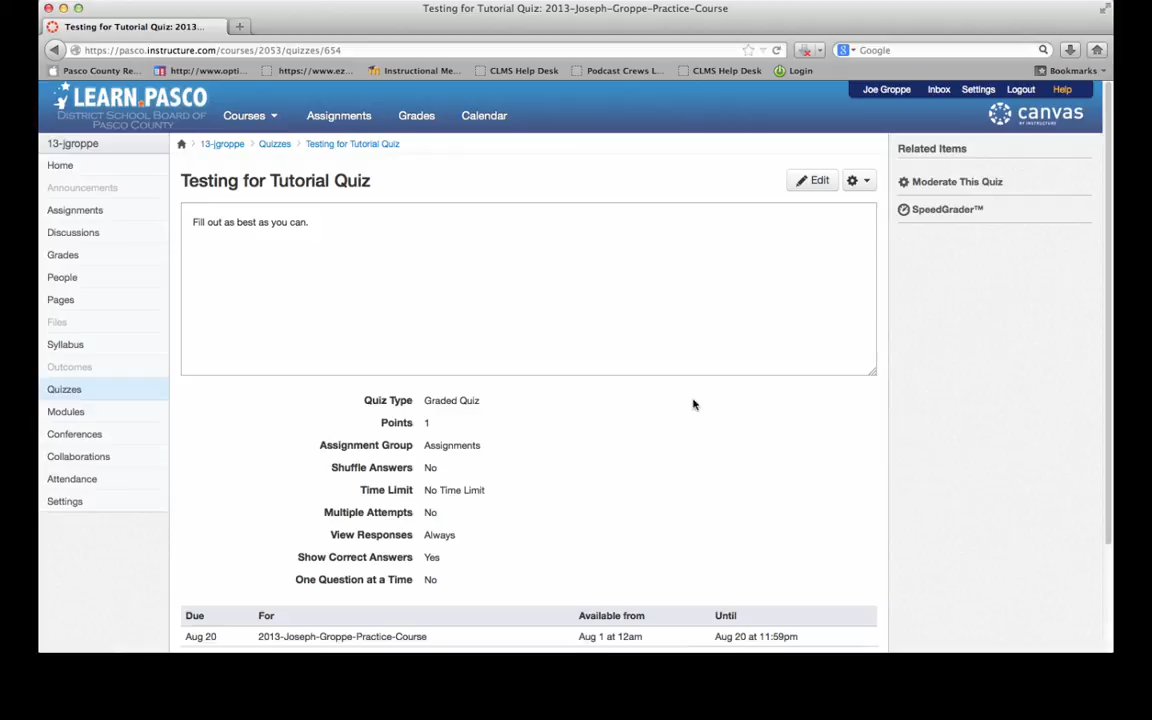 Testing for Tutorial Quiz: 2013-Joseph-Groppe-Practice-Course
Testing for Tutorial Quiz: 2013...
https://pasco.instructure.com/courses/2053/quizzes/654
Google
Pasco County Re...
http://www.opti...
https://www.ez...
Instructional Me...
CLMS Help Desk
Podcast Crews L...
CLMS Help Desk
Login
Bookmarks
LEARN.PASCO
DISTRICT SCHOOL BOARD OF
PASCO COUNTY
Courses
Assignments
Grades
Calendar
Joe Groppe
Inbox
Settings
Logout
Help
canvas
BY INSTRUCTURE
13-jgroppe
Home
Announcements
Assignments
Discussions
Grades
People
Pages
Files
Syllabus
Outcomes
Quizzes
Modules
Conferences
Collaborations
Attendance
Settings
13-jgroppe > Quizzes > Testing for Tutorial Quiz
Testing for Tutorial Quiz
Edit
Fill out as best as you can.
Quiz Type Graded Quiz
Points 1
Assignment Group Assignments
Shuffle Answers No
Time Limit No Time Limit
Multiple Attempts No
View Responses Always
Show Correct Answers Yes
One Question at a Time No
Due For Available from Until
Aug 20 2013-Joseph-Groppe-Practice-Course Aug 1 at 12am Aug 20 at 11:59pm
Related Items
Moderate This Quiz
SpeedGrader™